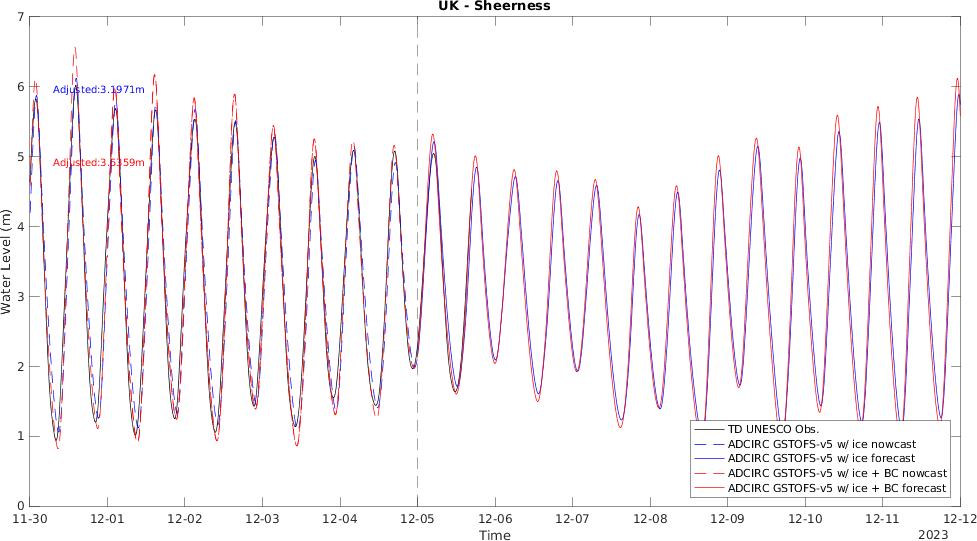 UK - Sheerness
7
6
5
4
3
2
1
0
Water Level (m)
Adjusted:3.1971m
Adjusted:3.5359m
TD UNESCO Obs.
ADCIRC GSTOFS-v5 w/ ice nowcast
ADCIRC GSTOFS-v5 w/ ice forecast
ADCIRC GSTOFS-v5 w/ ice + BC nowcast
ADCIRC GSTOFS-v5 w/ ice + BC forecast
11-30 12-01 12-02 12-03 12-04 12-05 12-06 12-07 12-08 12-09 12-10 12-11 12-12
Time
2023